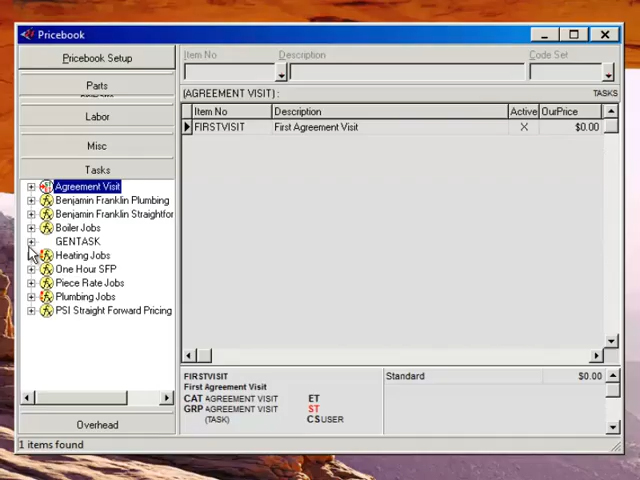 Pricebook
Pricebook Setup
Parts
Labor
Misc
Tasks
Agreement Visit
Benjamin Franklin Plumbing
Benjamin Franklin Straightfor
Boiler Jobs
GENTASK
Heating Jobs
One Hour SFP
Piece Rate Jobs
Plumbing Jobs
PSI Straight Forward Pricing
Overhead
Item No Description Code Set
(AGREEMENT VISIT) : TASKS
Item No Description Active OurPrice
FIRSTVISIT First Agreement Visit X $0.00
FIRSTVISIT
First Agreement Visit
CAT AGREEMENT VISIT ET
GRP AGREEMENT VISIT ST
(TASK) CS USER
Standard $0.00
1 items found